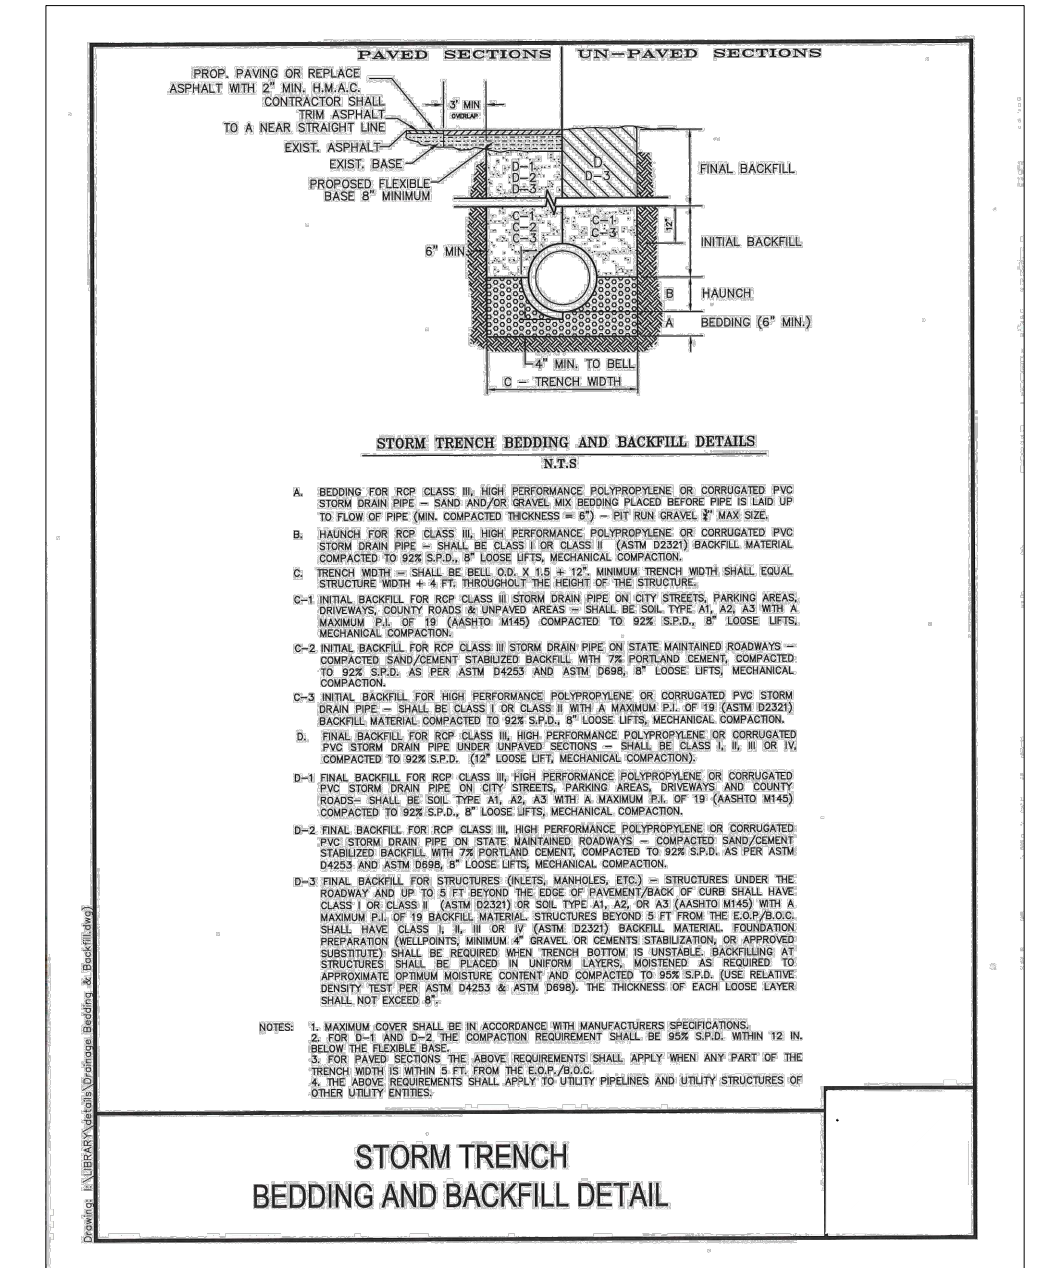 PAVED SECTIONS UN-PAVED SECTIONS
PROP. PAVING OR REPLACE
ASPHALT WITH 2" MIN. H.M.A.C.
CONTRACTOR SHALL
TRIM ASPHALT
TO A NEAR STRAIGHT LINE
EXIST. ASPHALT
EXIST. BASE
PROPOSED FLEXIBLE
BASE 8" MINIMUM
3' MIN
OVERLAP
D-1
D-2
D-3
D
D-3
C-1
C-2
C-3
C-1
C-3
12"
6" MIN.
FINAL BACKFILL
INITIAL BACKFILL
B HAUNCH
A BEDDING (6" MIN.)
4" MIN. TO BELL
C - TRENCH WIDTH
STORM TRENCH BEDDING AND BACKFILL DETAILS
N.T.S
A. BEDDING FOR RCP CLASS III, HIGH PERFORMANCE POLYPROPYLENE OR CORRUGATED PVC
STORM DRAIN PIPE - SAND AND/OR GRAVEL MIX BEDDING PLACED BEFORE PIPE IS LAID UP
TO FLOW OF PIPE (MIN. COMPACTED THICKNESS = 6") - PIT RUN GRAVEL ¾" MAX SIZE.
B. HAUNCH FOR RCP CLASS III, HIGH PERFORMANCE POLYPROPYLENE OR CORRUGATED PVC
STORM DRAIN PIPE - SHALL BE CLASS I OR CLASS II (ASTM D2321) BACKFILL MATERIAL
COMPACTED TO 92% S.P.D., 8" LOOSE LIFTS, MECHANICAL COMPACTION.
C. TRENCH WIDTH - SHALL BE BELL O.D. X 1.5 + 12". MINIMUM TRENCH WIDTH SHALL EQUAL
STRUCTURE WIDTH + 4 FT. THROUGHOUT THE HEIGHT OF THE STRUCTURE.
C-1 INITIAL BACKFILL FOR RCP CLASS III STORM DRAIN PIPE ON CITY STREETS, PARKING AREAS,
DRIVEWAYS, COUNTY ROADS & UNPAVED AREAS - SHALL BE SOIL TYPE A1, A2, A3 WITH A
MAXIMUM P.I. OF 19 (AASHTO M145) COMPACTED TO 92% S.P.D., 8" LOOSE LIFTS,
MECHANICAL COMPACTION.
C-2 INITIAL BACKFILL FOR RCP CLASS III STORM DRAIN PIPE ON STATE MAINTAINED ROADWAYS -
COMPACTED SAND/CEMENT STABILIZED BACKFILL WITH 7% PORTLAND CEMENT, COMPACTED
TO 92% S.P.D. AS PER ASTM D4253 AND ASTM D698, 8" LOOSE LIFTS, MECHANICAL
COMPACTION.
C-3 INITIAL BACKFILL FOR HIGH PERFORMANCE POLYPROPYLENE OR CORRUGATED PVC STORM
DRAIN PIPE - SHALL BE CLASS I OR CLASS II WITH A MAXIMUM P.I. OF 19 (ASTM D2321)
BACKFILL MATERIAL COMPACTED TO 92% S.P.D., 8" LOOSE LIFTS, MECHANICAL COMPACTION.
D. FINAL BACKFILL FOR RCP CLASS III, HIGH PERFORMANCE POLYPROPYLENE OR CORRUGATED
PVC STORM DRAIN PIPE UNDER UNPAVED SECTIONS - SHALL BE CLASS I, II, III OR IV,
COMPACTED TO 92% S.P.D. (12" LOOSE LIFT, MECHANICAL COMPACTION).
D-1 FINAL BACKFILL FOR RCP CLASS III, HIGH PERFORMANCE POLYPROPYLENE OR CORRUGATED
PVC STORM DRAIN PIPE ON CITY STREETS, PARKING AREAS, DRIVEWAYS AND COUNTY
ROADS- SHALL BE SOIL TYPE A1, A2, A3 WITH A MAXIMUM P.I. OF 19 (AASHTO M145)
COMPACTED TO 92% S.P.D., 8" LOOSE LIFTS, MECHANICAL COMPACTION.
D-2 FINAL BACKFILL FOR RCP CLASS III, HIGH PERFORMANCE POLYPROPYLENE OR CORRUGATED
PVC STORM DRAIN PIPE ON STATE MAINTAINED ROADWAYS - COMPACTED SAND/CEMENT
STABILIZED BACKFILL WITH 7% PORTLAND CEMENT, COMPACTED TO 92% S.P.D. AS PER ASTM
D4253 AND ASTM D698, 8" LOOSE LIFTS, MECHANICAL COMPACTION.
D-3 FINAL BACKFILL FOR STRUCTURES (INLETS, MANHOLES, ETC.) - STRUCTURES UNDER THE
ROADWAY AND UP TO 5 FT BEYOND THE EDGE OF PAVEMENT/BACK OF CURB SHALL HAVE
CLASS I OR CLASS II (ASTM D2321) OR SOIL TYPE A1, A2, OR A3 (AASHTO M145) WITH A
MAXIMUM P.I. OF 19 BACKFILL MATERIAL. STRUCTURES BEYOND 5 FT FROM THE E.O.P./B.O.C.
SHALL HAVE CLASS I, II, III OR IV (ASTM D2321) BACKFILL MATERIAL. FOUNDATION
PREPARATION (WELLPOINTS, MINIMUM 4" GRAVEL OR CEMENTS STABILIZATION, OR APPROVED
SUBSTITUTE) SHALL BE REQUIRED WHEN TRENCH BOTTOM IS UNSTABLE. BACKFILLING AT
STRUCTURES SHALL BE PLACED IN UNIFORM LAYERS, MOISTENED AS REQUIRED TO
APPROXIMATE OPTIMUM MOISTURE CONTENT AND COMPACTED TO 95% S.P.D. (USE RELATIVE
DENSITY TEST PER ASTM D4253 & ASTM D698). THE THICKNESS OF EACH LOOSE LAYER
SHALL NOT EXCEED 8".
NOTES: 1. MAXIMUM COVER SHALL BE IN ACCORDANCE WITH MANUFACTURERS SPECIFICATIONS.
2. FOR D-1 AND D-2 THE COMPACTION REQUIREMENT SHALL BE 95% S.P.D. WITHIN 12 IN.
BELOW THE FLEXIBLE BASE.
3. FOR PAVED SECTIONS THE ABOVE REQUIREMENTS SHALL APPLY WHEN ANY PART OF THE
TRENCH WIDTH IS WITHIN 5 FT. FROM THE E.O.P./B.O.C.
4. THE ABOVE REQUIREMENTS SHALL APPLY TO UTILITY PIPELINES AND UTILITY STRUCTURES OF
OTHER UTILITY ENTITIES.
Drawing: I:\LIBRARY\details\Drainage Bedding & Backfill.dwg)
STORM TRENCH
BEDDING AND BACKFILL DETAIL